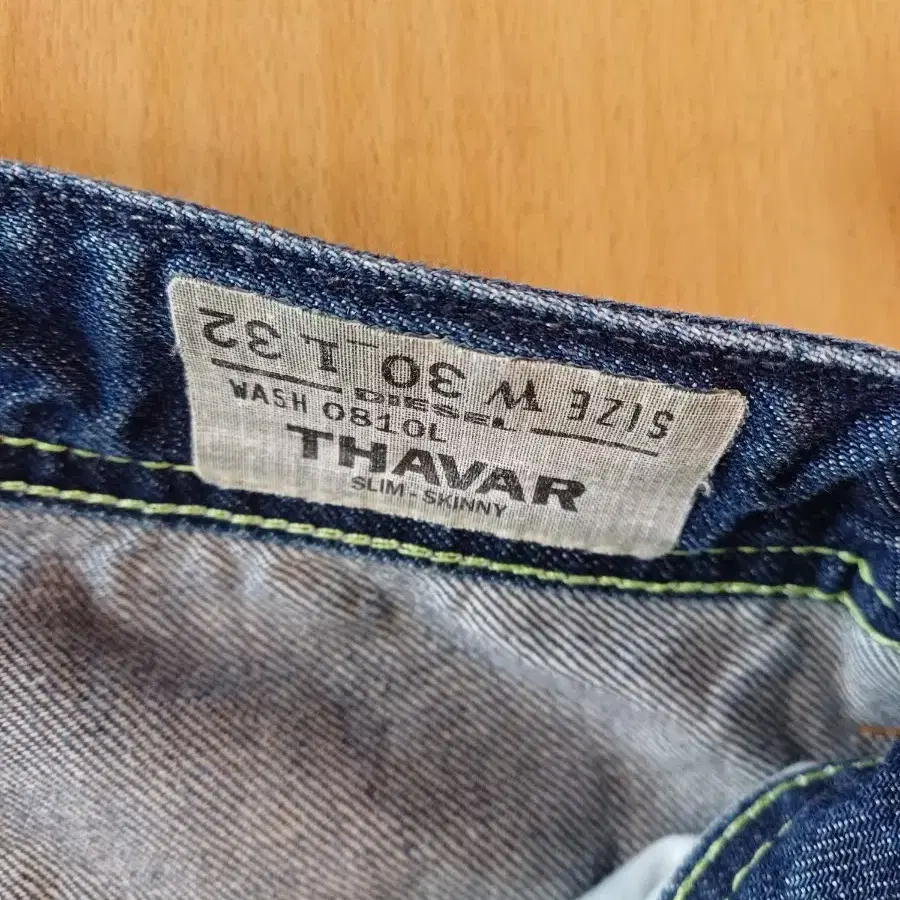 SIZE W 30 L 32
DIESEL
WASH 0810L
THAVAR
SLIM - SKINNY